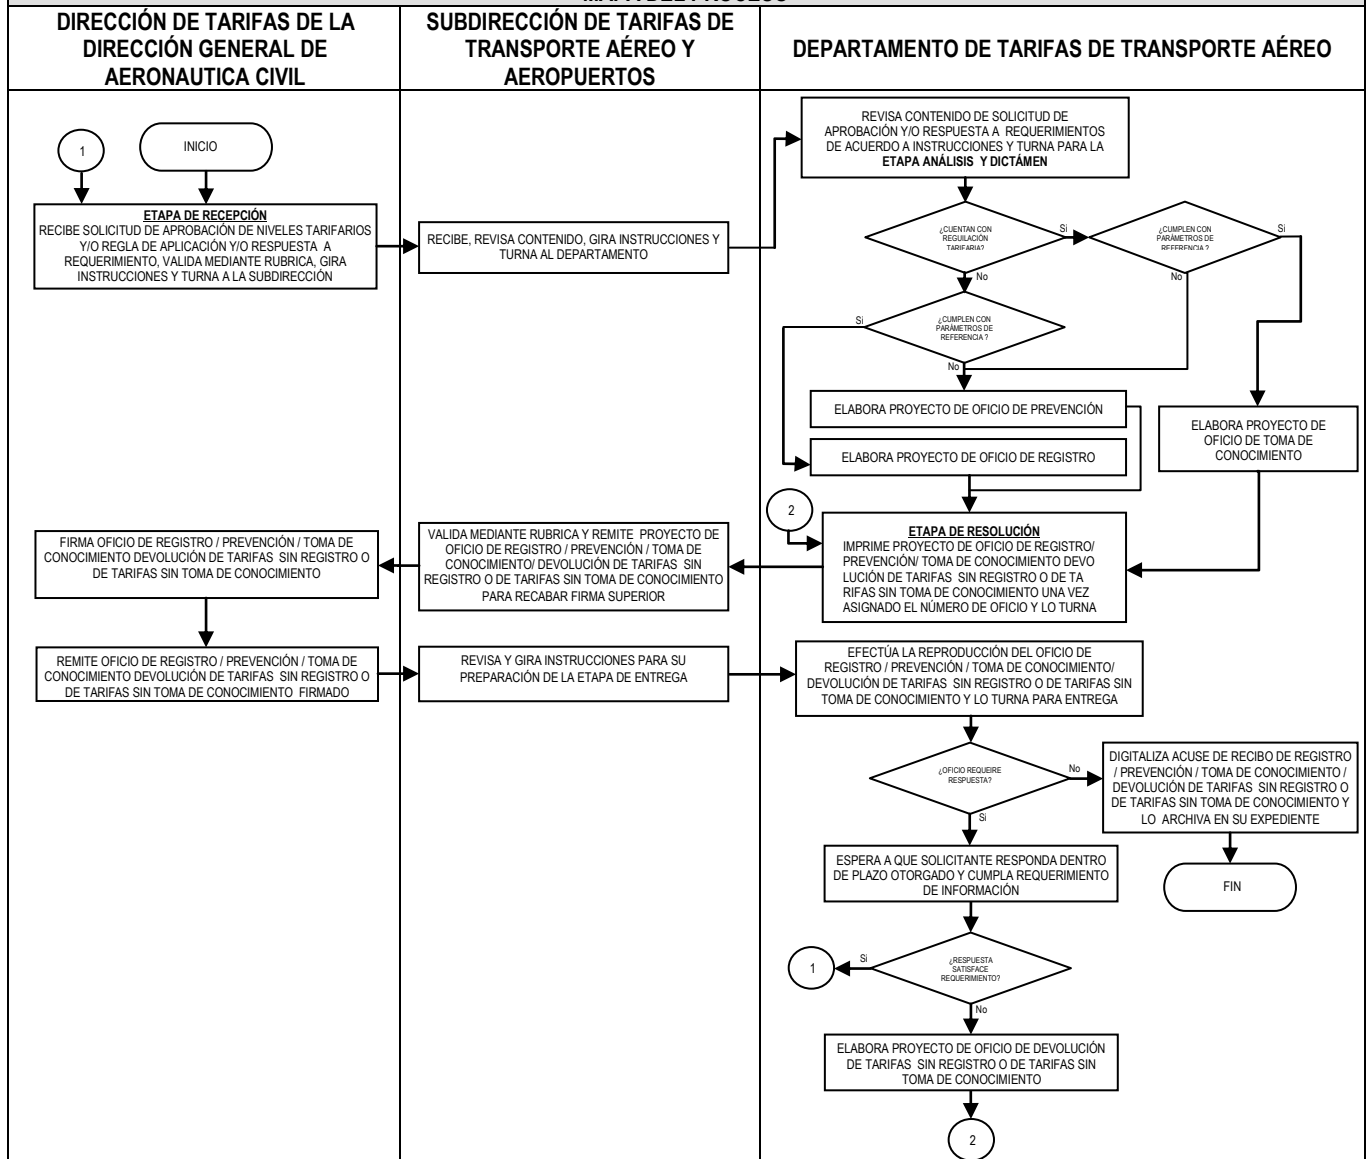 DIRECCIÓN DE TARIFAS DE LA
DIRECCIÓN GENERAL DE
AERONAUTICA CIVIL
SUBDIRECCIÓN DE TARIFAS DE
TRANSPORTE AÉREO Y
AEROPUERTOS
DEPARTAMENTO DE TARIFAS DE TRANSPORTE AÉREO
1
INICIO
ETAPA DE RECEPCIÓN
RECIBE SOLICITUD DE APROBACIÓN DE NIVELES TARIFARIOS
Y/O REGLA DE APLICACIÓN Y/O RESPUESTA A
REQUERIMIENTO, VALIDA MEDIANTE RUBRICA, GIRA
INSTRUCCIONES Y TURNA A LA SUBDIRECCIÓN
RECIBE, REVISA CONTENIDO, GIRA INSTRUCCIONES Y
TURNA AL DEPARTAMENTO
REVISA CONTENIDO DE SOLICITUD DE
APROBACIÓN Y/O RESPUESTA A REQUERIMIENTOS
DE ACUERDO A INSTRUCCIONES Y TURNA PARA LA
ETAPA ANÁLISIS Y DICTÁMEN
¿CUENTAN CON
REGUILACIÓN
TARIFARIA?
Si
No
¿CUMPLEN CON
PARÁMETROS DE
REFERENCIA ?
Si
No
¿CUMPLEN CON
PARÁMETROS DE
REFERENCIA ?
Si
No
ELABORA PROYECTO DE OFICIO DE PREVENCIÓN
ELABORA PROYECTO DE OFICIO DE REGISTRO
ELABORA PROYECTO DE
OFICIO DE TOMA DE
CONOCIMIENTO
2
ETAPA DE RESOLUCIÓN
IMPRIME PROYECTO DE OFICIO DE REGISTRO/
PREVENCIÓN/ TOMA DE CONOCIMIENTO DEVO
LUCIÓN DE TARIFAS SIN REGISTRO O DE TA
RIFAS SIN TOMA DE CONOCIMIENTO UNA VEZ
ASIGNADO EL NÚMERO DE OFICIO Y LO TURNA
VALIDA MEDIANTE RUBRICA Y REMITE PROYECTO DE
OFICIO DE REGISTRO / PREVENCIÓN / TOMA DE
CONOCIMIENTO/ DEVOLUCIÓN DE TARIFAS SIN
REGISTRO O DE TARIFAS SIN TOMA DE CONOCIMIENTO
PARA RECABAR FIRMA SUPERIOR
FIRMA OFICIO DE REGISTRO / PREVENCIÓN / TOMA DE
CONOCIMIENTO DEVOLUCIÓN DE TARIFAS SIN REGISTRO O
DE TARIFAS SIN TOMA DE CONOCIMIENTO
REMITE OFICIO DE REGISTRO / PREVENCIÓN / TOMA DE
CONOCIMIENTO DEVOLUCIÓN DE TARIFAS SIN REGISTRO O
DE TARIFAS SIN TOMA DE CONOCIMIENTO FIRMADO
REVISA Y GIRA INSTRUCCIONES PARA SU
PREPARACIÓN DE LA ETAPA DE ENTREGA
EFECTÚA LA REPRODUCCIÓN DEL OFICIO DE
REGISTRO / PREVENCIÓN / TOMA DE CONOCIMIENTO/
DEVOLUCIÓN DE TARIFAS SIN REGISTRO O DE TARIFAS SIN
TOMA DE CONOCIMIENTO Y LO TURNA PARA ENTREGA
¿OFICIO REQUEIRE
RESPUESTA?
No
Si
DIGITALIZA ACUSE DE RECIBO DE REGISTRO
/ PREVENCIÓN / TOMA DE CONOCIMIENTO /
DEVOLUCIÓN DE TARIFAS SIN REGISTRO O
DE TARIFAS SIN TOMA DE CONOCIMIENTO Y
LO ARCHIVA EN SU EXPEDIENTE
FIN
ESPERA A QUE SOLICITANTE RESPONDA DENTRO
DE PLAZO OTORGADO Y CUMPLA REQUERIMIENTO
DE INFORMACIÓN
¿RESPUESTA
SATISFACE
REQUERIMIENTO?
Si
1
No
ELABORA PROYECTO DE OFICIO DE DEVOLUCIÓN
DE TARIFAS SIN REGISTRO O DE TARIFAS SIN
TOMA DE CONOCIMIENTO
2